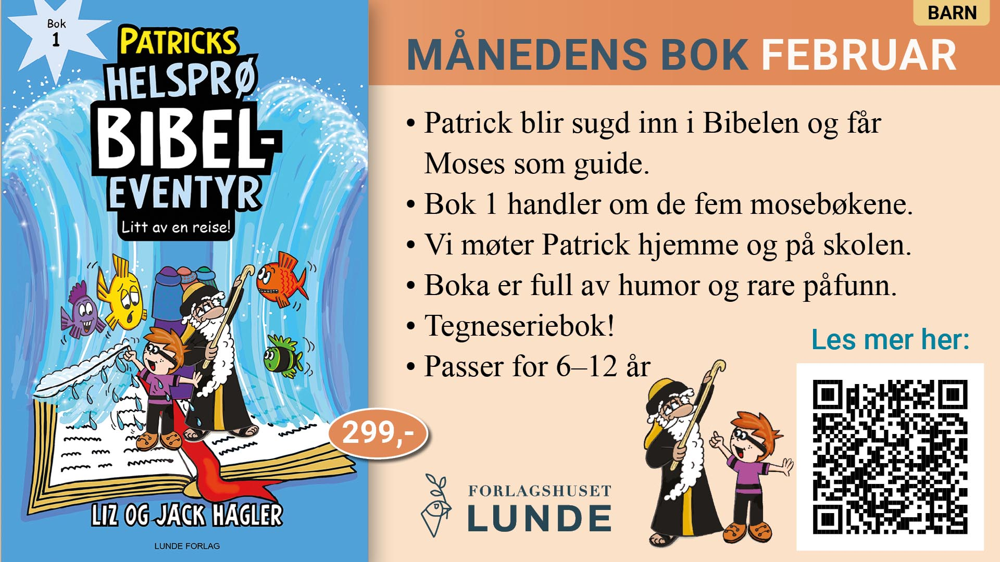 Bok
1
PATRICKS
HELSPRØ
BIBEL-
EVENTYR
Litt av en reise!
LIZ OG JACK HAGLER
LUNDE FORLAG
299,-
BARN
MÅNEDENS BOK FEBRUAR
• Patrick blir sugd inn i Bibelen og får
Moses som guide.
• Bok 1 handler om de fem mosebøkene.
• Vi møter Patrick hjemme og på skolen.
• Boka er full av humor og rare påfunn.
• Tegneseriebok!
• Passer for 6–12 år
Les mer her:
FORLAGSHUSET
LUNDE